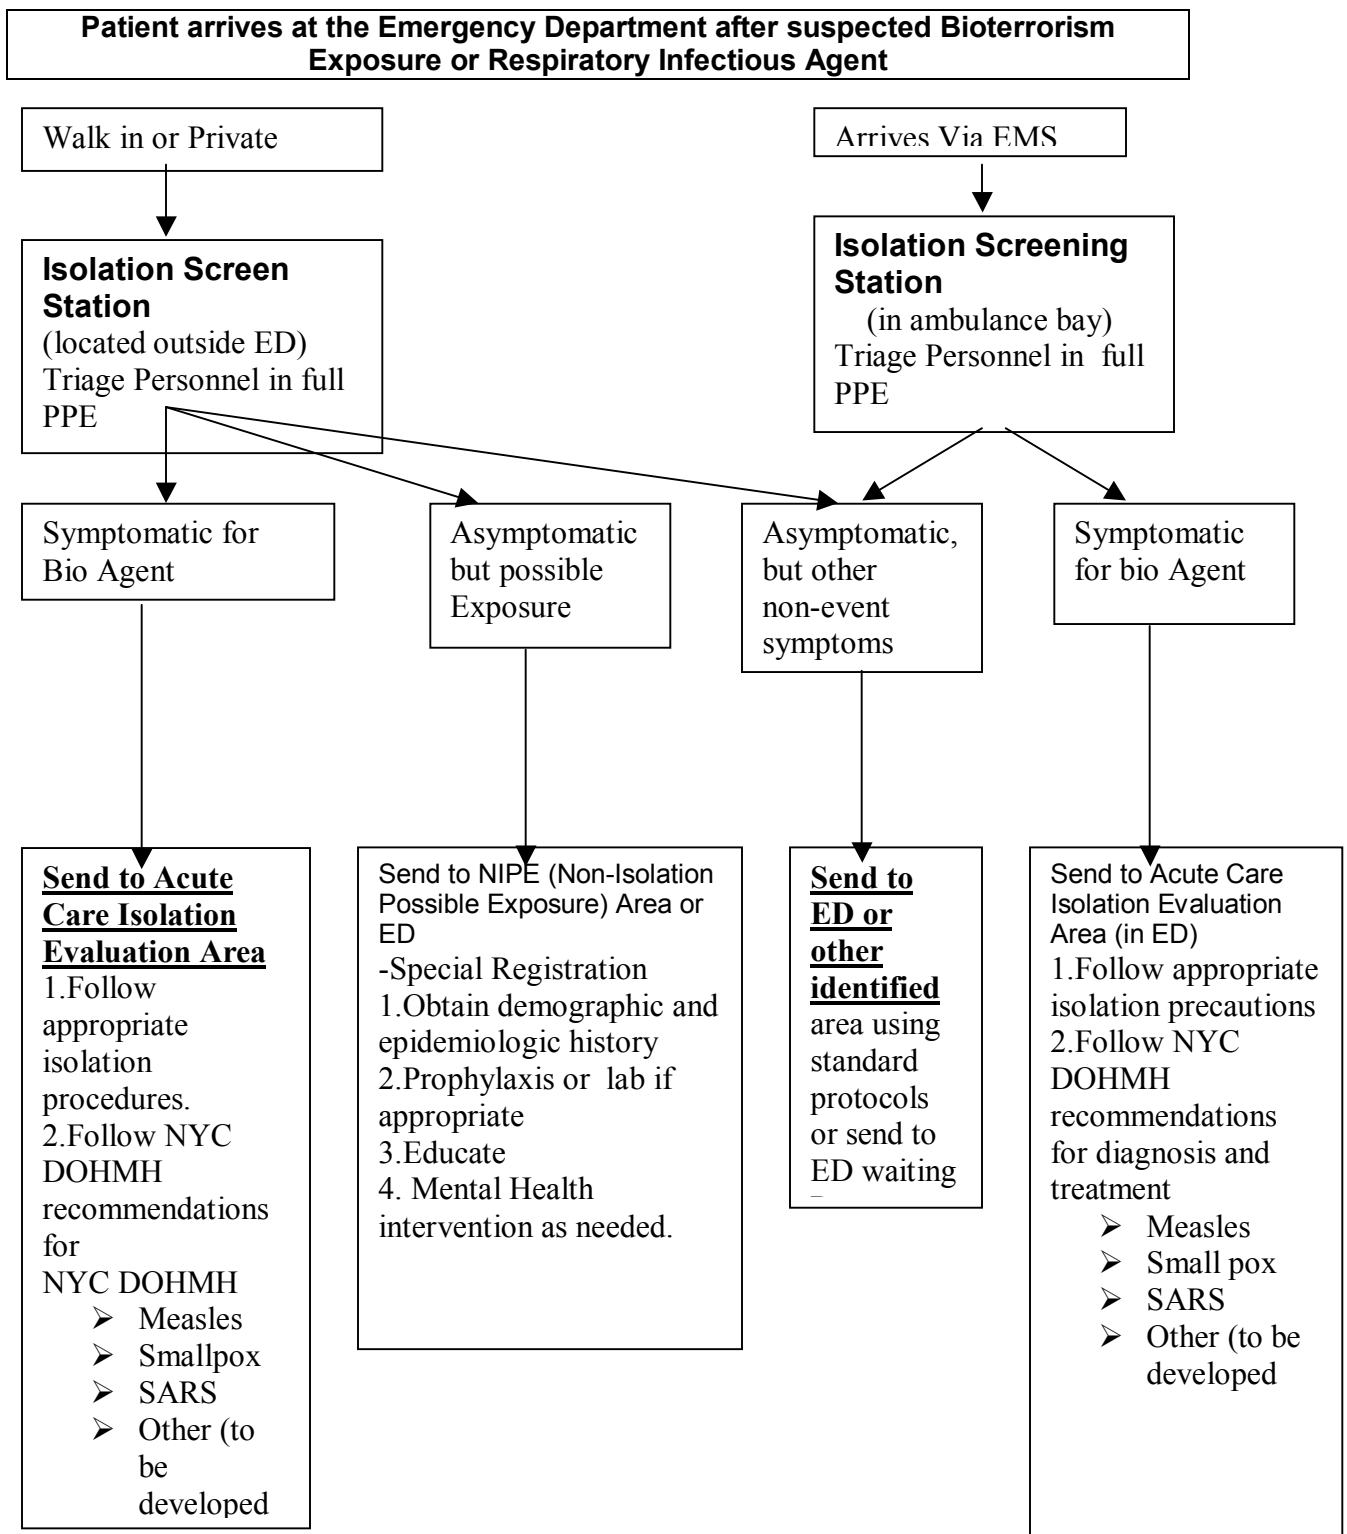 Patient arrives at the Emergency Department after suspected Bioterrorism
Exposure or Respiratory Infectious Agent
Walk in or Private
Arrives Via EMS
Isolation Screen
Station
(located outside ED)
Triage Personnel in full
PPE
Isolation Screening
Station
(in ambulance bay)
Triage Personnel in full
PPE
Symptomatic for
Bio Agent
Asymptomatic
but possible
Exposure
Asymptomatic,
but other
non-event
symptoms
Symptomatic
for bio Agent
Send to Acute
Care Isolation
Evaluation Area
1.Follow
appropriate
isolation
procedures.
2.Follow NYC
DOHMH
recommendations
for
NYC DOHMH
➢ Measles
➢ Smallpox
➢ SARS
➢ Other (to
be
developed
Send to NIPE (Non-Isolation
Possible Exposure) Area or
ED
-Special Registration
1.Obtain demographic and
epidemiologic history
2.Prophylaxis or lab if
appropriate
3.Educate
4. Mental Health
intervention as needed.
Send to
ED or
other
identified
area using
standard
protocols
or send to
ED waiting
Send to Acute Care
Isolation Evaluation
Area (in ED)
1.Follow appropriate
isolation precautions
2.Follow NYC
DOHMH
recommendations
for diagnosis and
treatment
➢ Measles
➢ Small pox
➢ SARS
➢ Other (to be
developed